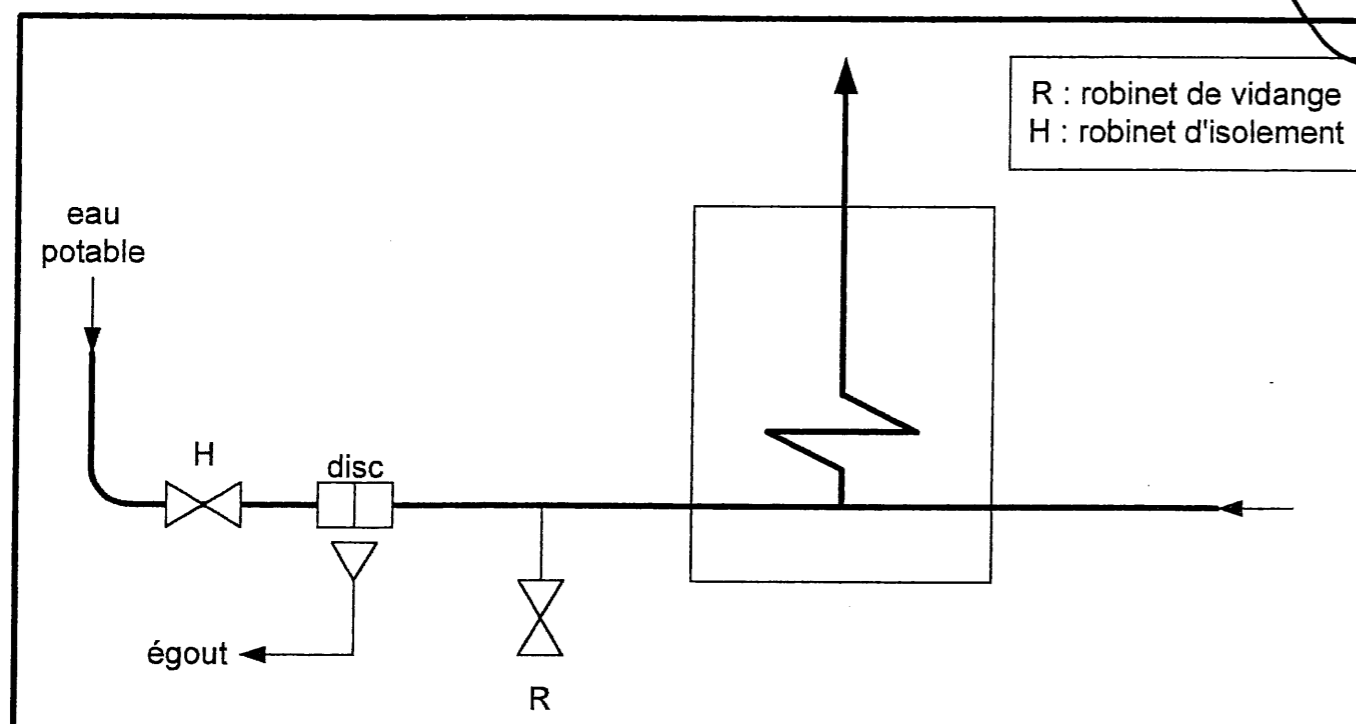 R : robinet de vidange
H : robinet d'isolement
eau
potable
H
disc
égout
R